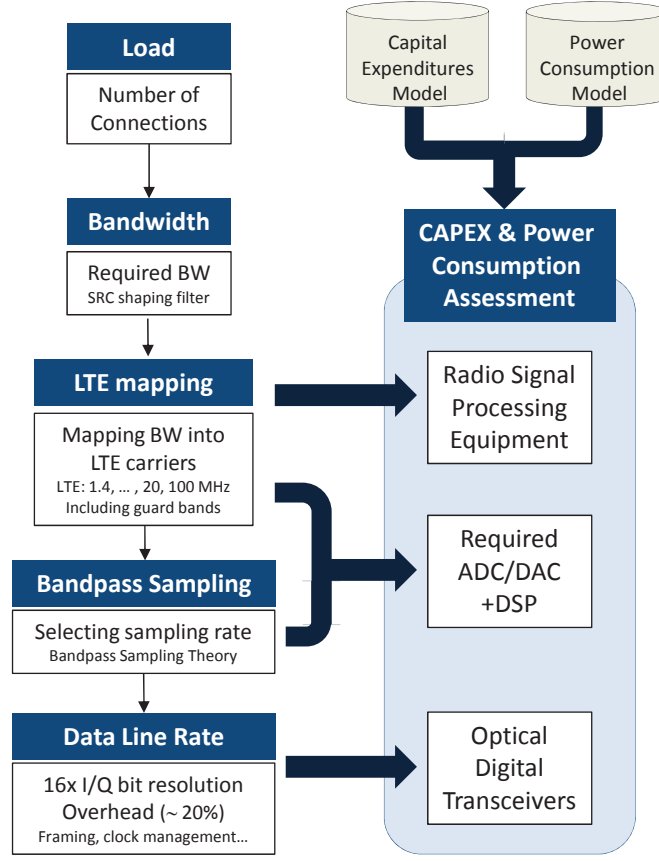 Load
Number of
Connections
Bandwidth
Required BW
SRC shaping filter
LTE mapping
Mapping BW into
LTE carriers
LTE: 1.4, ... , 20, 100 MHz
Including guard bands
Bandpass Sampling
Selecting sampling rate
Bandpass Sampling Theory
Data Line Rate
16x I/Q bit resolution
Overhead (~ 20%)
Framing, clock management...
Capital
Expenditures
Model
Power
Consumption
Model
CAPEX & Power
Consumption
Assessment
Radio Signal
Processing
Equipment
Required
ADC/DAC
+DSP
Optical
Digital
Transceivers